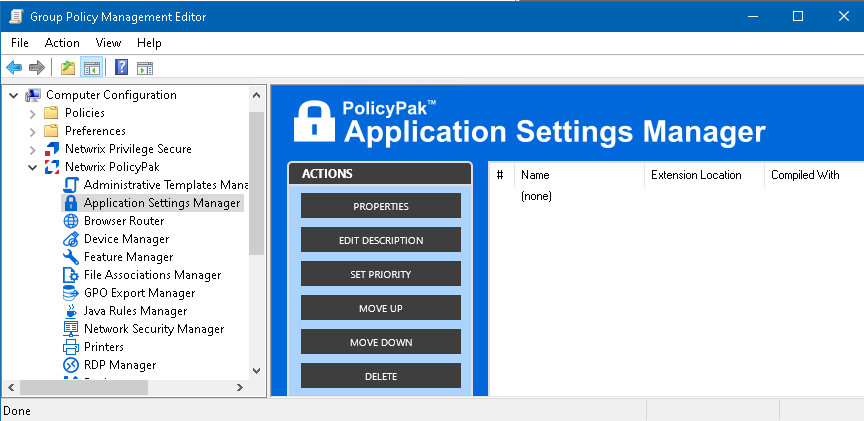 Group Policy Management Editor
File Action View Help
Computer Configuration
Policies
Preferences
Netwrix Privilege Secure
Netwrix PolicyPak
Administrative Templates Mana
Application Settings Manager
Browser Router
Device Manager
Feature Manager
File Associations Manager
GPO Export Manager
Java Rules Manager
Network Security Manager
Printers
RDP Manager
PolicyPak™
Application Settings Manager
ACTIONS
PROPERTIES
EDIT DESCRIPTION
SET PRIORITY
MOVE UP
MOVE DOWN
DELETE
# Name Extension Location Compiled With
(none)
Done